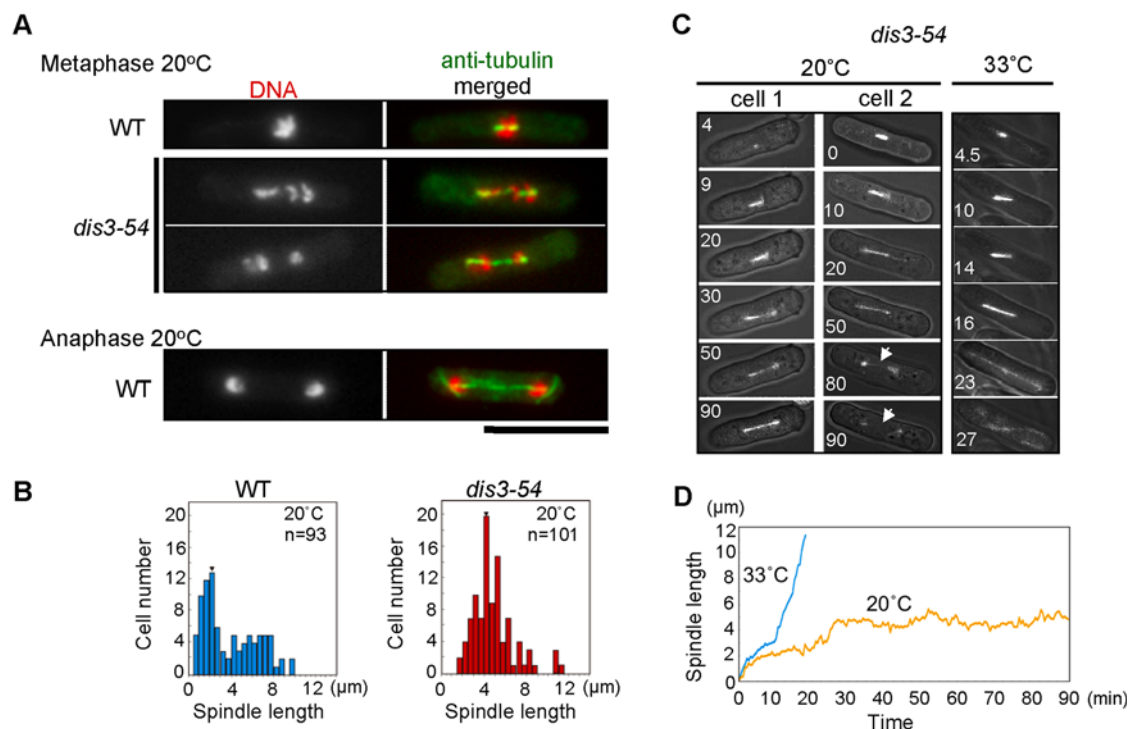 A
Metaphase 20°C
DNA
anti-tubulin
merged
WT
dis3-54
Anaphase 20°C
WT
B
WT
20°C
n=93
Cell number
20
16
12
8
4
0
0 4 8 12 (µm)
Spindle length
dis3-54
20°C
n=101
Cell number
20
16
12
8
4
0
0 4 8 12 (µm)
Spindle length
C
dis3-54
20°C
33°C
cell 1
cell 2
4
0
4.5
9
10
10
20
20
14
30
50
16
50
80
23
90
90
27
D
(µm)
12
10
8
6
4
2
0
Spindle length
33°C
20°C
0 10 20 30 40 50 60 70 80 90 (min)
Time